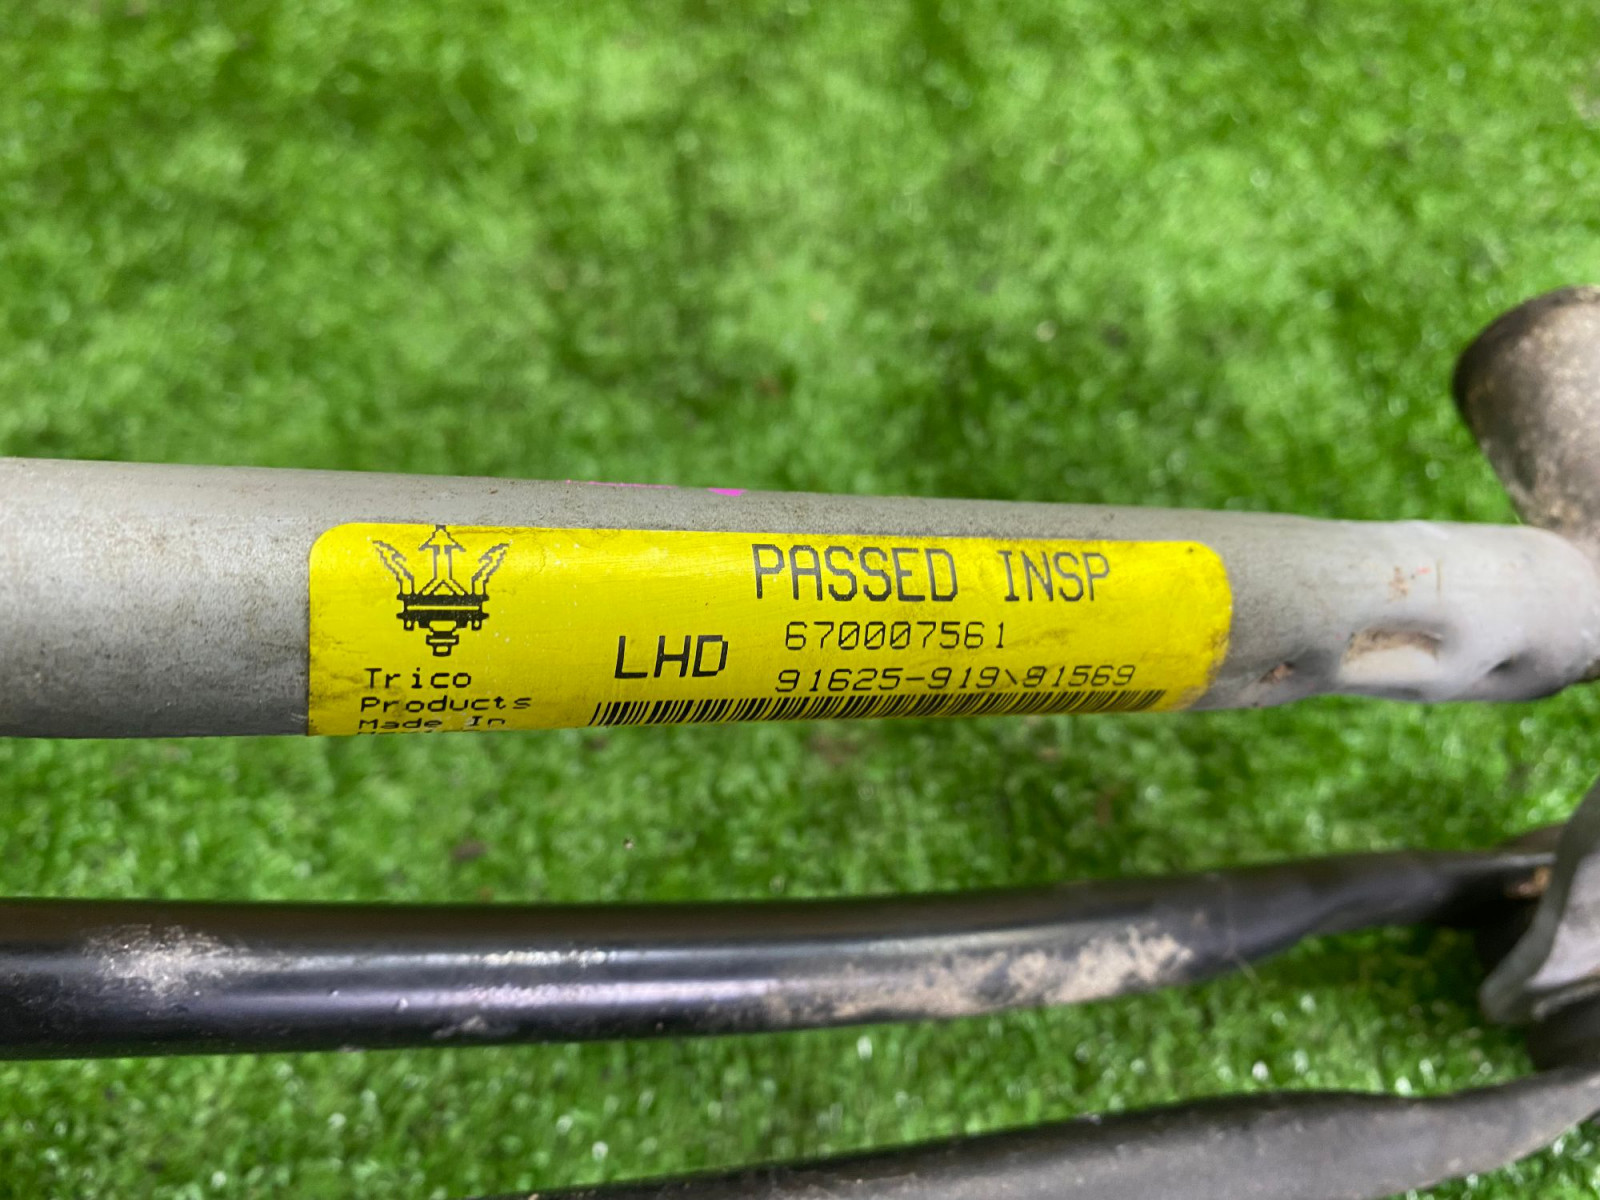 PASSED INSP
LHD
670007561
91625-919\81569
Trico
Products
Made In